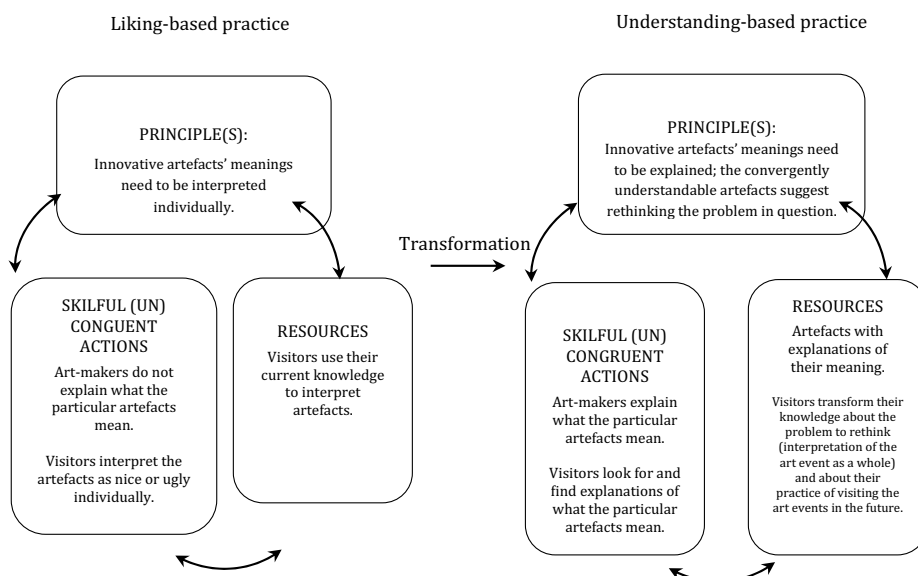 Liking-based practice
PRINCIPLE(S):
Innovative artefacts’ meanings
need to be interpreted
individually.
SKILFUL (UN)
CONGUENT
ACTIONS
Art-makers do not
explain what the
particular artefacts
mean.
Visitors interpret the
artefacts as nice or ugly
individually.
RESOURCES
Visitors use their
current knowledge
to interpret
artefacts.
Transformation
Understanding-based practice
PRINCIPLE(S):
Innovative artefacts’ meanings need
to be explained; the convergently
understandable artefacts suggest
rethinking the problem in question.
SKILFUL (UN)
CONGRUENT
ACTIONS
Art-makers explain
what the particular
artefacts mean.
Visitors look for and
find explanations of
what the particular
artefacts mean.
RESOURCES
Artefacts with
explanations of
their meaning.
Visitors transform their
knowledge about the
problem to rethink
(interpretation of the
art event as a whole)
and about their
practice of visiting the
art events in the future.